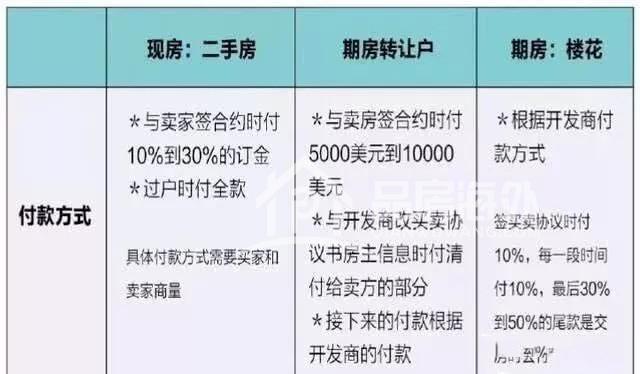 现房：二手房
期房转让户
期房：楼花
付款方式
＊与卖家签合约时付
10%到30%的订金
＊过户时付全款
具体付款方式需要买家和
卖家商量
＊与卖房签合约时付
5000美元到10000
美元
＊与开发商改买卖协
议书房主信息时付清
付给卖方的部分
＊接下来的付款根据
开发商的付款
＊根据开发商付
款方式
签买卖协议时付
10%，每一段时间
付10%，最后30%
到50%的尾款是交
房
品房海外